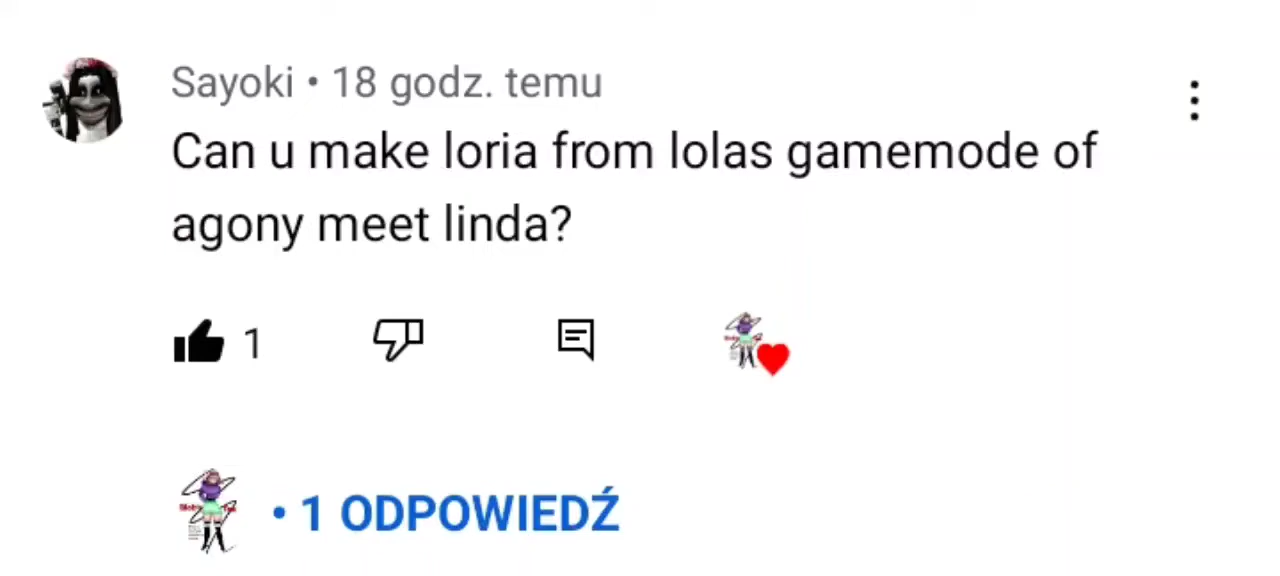 Sayoki • 18 godz. temu
Can u make loria from lolas gamemode of
agony meet linda?
1
• 1 ODPOWIEDŹ